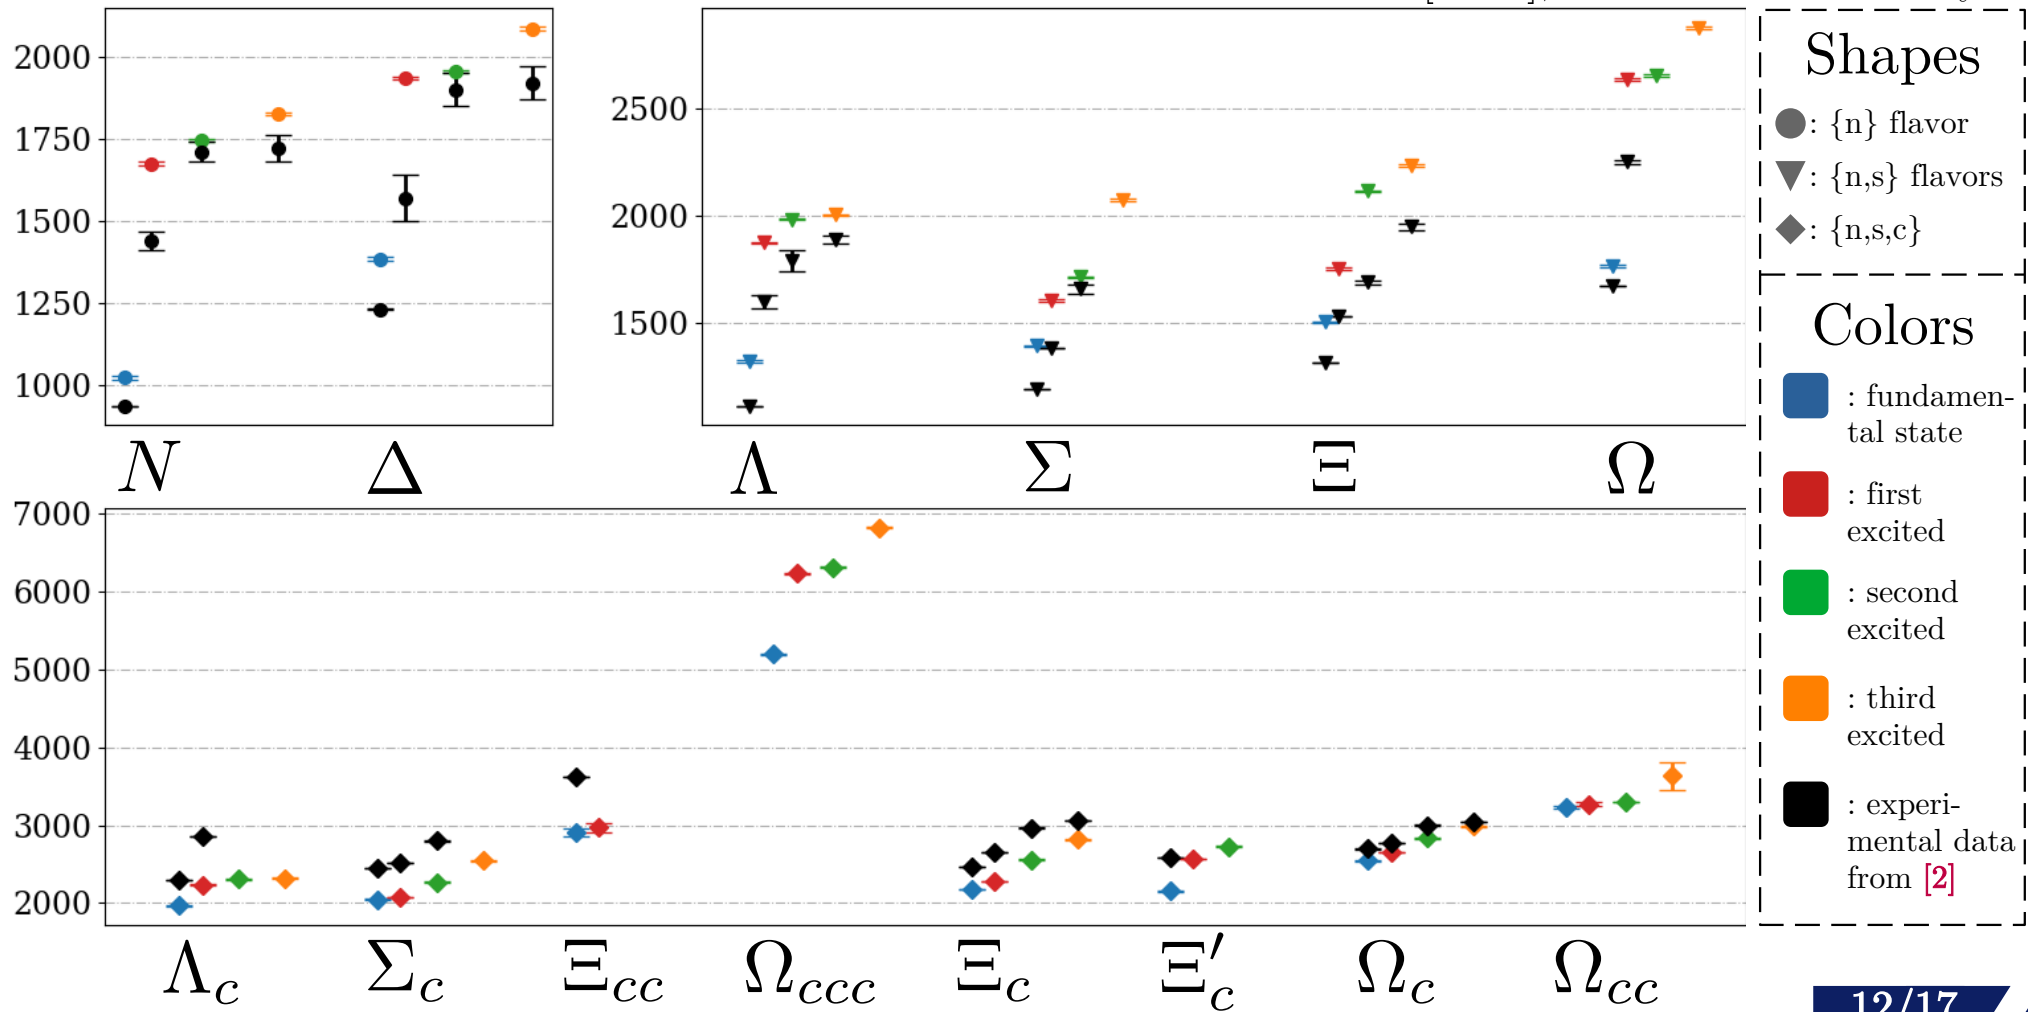 2000
1750
1500
1250
1000
N
Δ
2500
2000
1500
Λ
Σ
Ξ
Ω
7000
6000
5000
4000
3000
2000
Λc
Σc
Ξcc
Ωccc
Ξc
Ξ′c
Ωc
Ωcc
Shapes
: {n} flavor
: {n,s} flavors
: {n,s,c}
Colors
: fundamen-
tal state
: first
excited
: second
excited
: third
excited
: experi-
mental data
from [2]
12/17